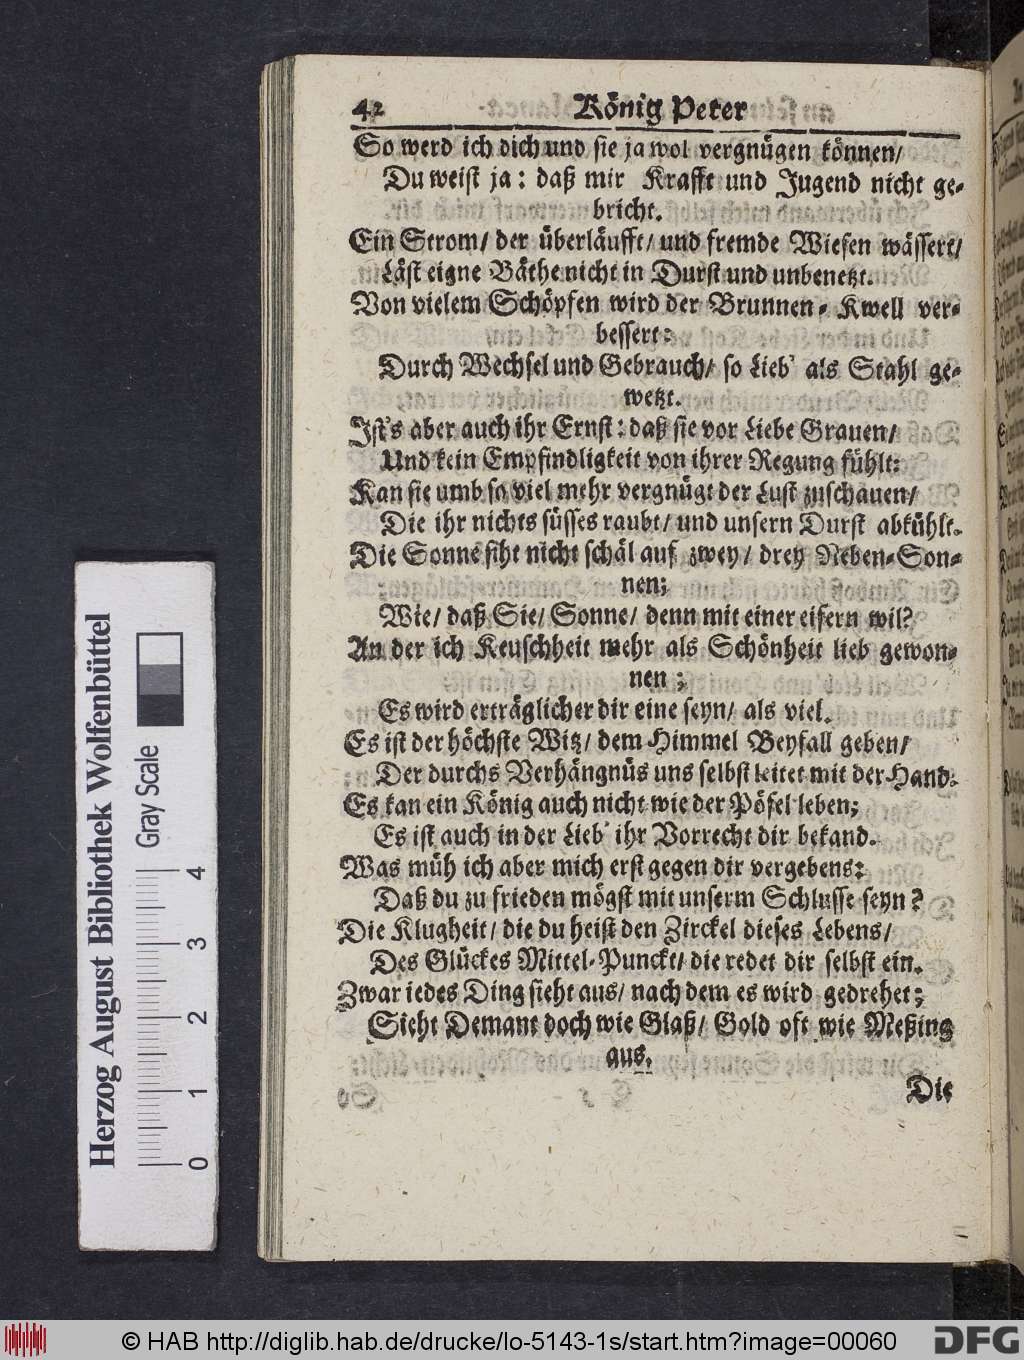 42 König Peter
So werd ich dich und sie ja wol vergnügen können/
Du weist ja: daß mir Krafft und Jugend nicht ge-
bricht.
Ein Strom/ der überläufft/ und fremde Wiesen wässert/
Läst eigne Bäthe nicht in Durst und unbenetzt.
Von vielem Schöpfen wird der Brunnen-Kwell ver-
bessert:
Durch Wechsel und Gebrauch/ so Lieb' als Stahl ge-
wetzt.
Ist's aber auch ihr Ernst: daß sie vor Liebe Grauen/
Und kein Empfindligkeit von ihrer Regung fühlt:
Kan sie umb so viel mehr vergnügt der Lust zuschauen/
Die ihr nichts süsses raubt/ und unsern Durst abkühlt.
Die Sonne siht nicht schäl auf zwey/ drey Neben-Son-
nen;
Wie/ daß Sie/ Sonne/ denn mit einer eifern wil?
An der ich Keuschheit mehr als Schönheit lieb gewon-
nen;
Es wird erträglicher dir eine seyn/ als viel.
Es ist der höchste Witz/ dem Himmel Beyfall geben/
Der durchs Verhängnüs uns selbst leitet mit der Hand.
Es kan ein König auch nicht wie der Pöfel leben;
Es ist auch in der Lieb' ihr Vorrecht dir bekand.
Was müh ich aber mich erst gegen dir vergebens:
Daß du zu frieden mögst mit unserm Schlusse seyn?
Die Klugheit/ die du heist den Zirckel dieses Lebens/
Des Glückes Mittel-Punckt/ die redet dir selbst ein.
Zwar iedes Ding sieht aus/ nach dem es wird gedrehet;
Sieht Demant doch wie Glaß/ Gold oft wie Meßing
aus.
Die
Herzog August Bibliothek Wolfenbüttel
Gray Scale
0 1 2 3 4
© HAB http://diglib.hab.de/drucke/lo-5143-1s/start.htm?image=00060
DFG